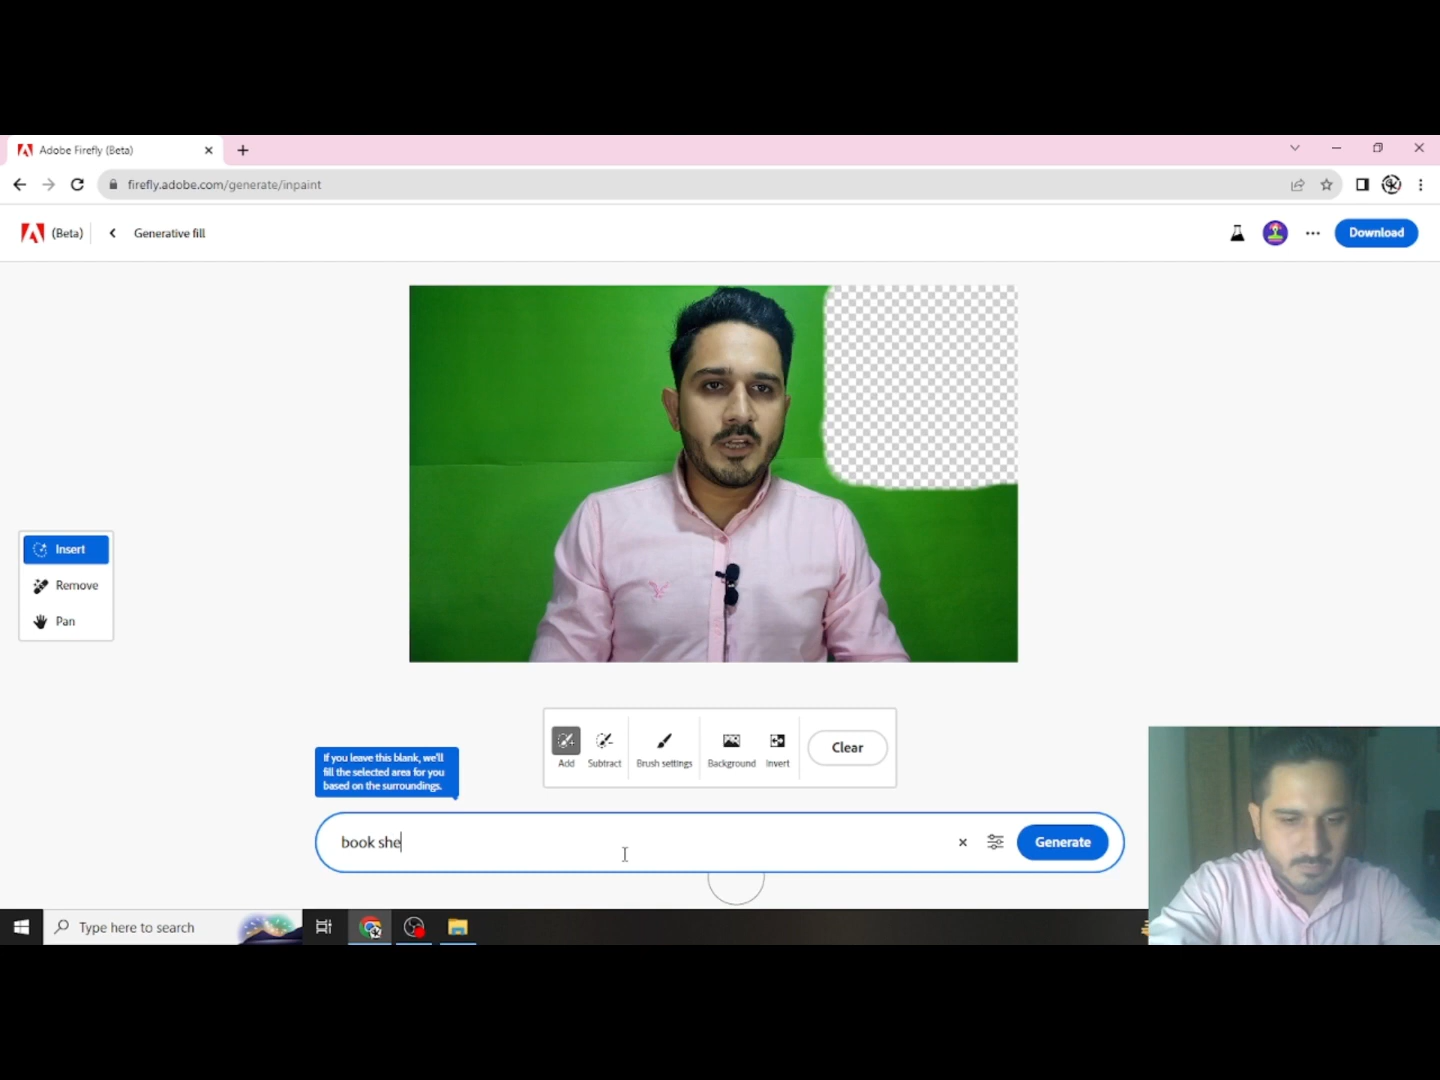 Adobe Firefly (Beta)
firefly.adobe.com/generate/inpaint
(Beta)
Generative fill
Download
Insert
Remove
Pan
Add
Subtract
Brush settings
Background
Invert
Clear
If you leave this blank, we'll
fill the selected area for you
based on the surroundings.
book she
Generate
Type here to search